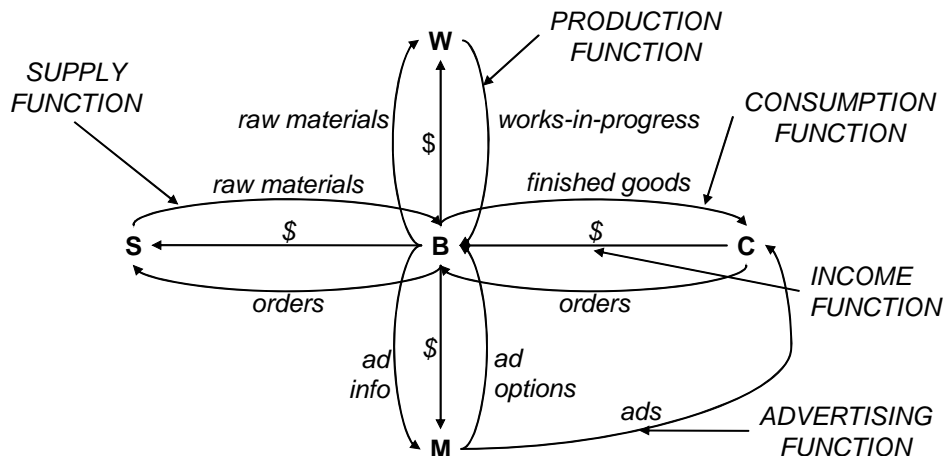 PRODUCTION
FUNCTION
W
SUPPLY
FUNCTION
CONSUMPTION
FUNCTION
raw materials
works-in-progress
$
raw materials
finished goods
$
$
S
B
C
INCOME
FUNCTION
orders
orders
$
ad
info
ad
options
ads
ADVERTISING
FUNCTION
M